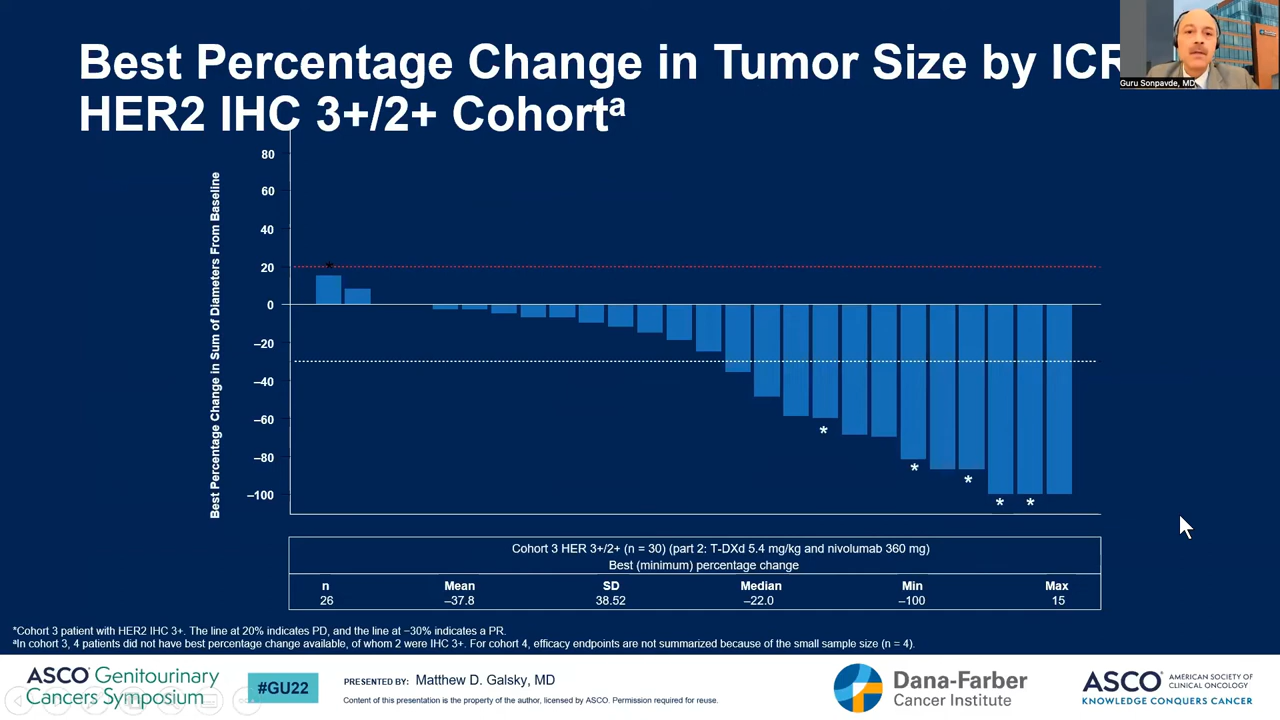 Best Percentage Change in Tumor Size by ICR
HER2 IHC 3+/2+ Cohortᵃ
Guru Sonpavde, MD
Best Percentage Change in Sum of Diameters From Baseline
80
60
40
20
0
–20
–40
–60
–80
–100
*
*
*
*
*
*
Cohort 3 HER 3+/2+ (n = 30) (part 2: T-DXd 5.4 mg/kg and nivolumab 360 mg)
Best (minimum) percentage change
n Mean SD Median Min Max
26 –37.8 38.52 –22.0 –100 15
*Cohort 3 patient with HER2 IHC 3+. The line at 20% indicates PD, and the line at −30% indicates a PR.
ᵃIn cohort 3, 4 patients did not have best percentage change available, of whom 2 were IHC 3+. For cohort 4, efficacy endpoints are not summarized because of the small sample size (n = 4).
ASCO Genitourinary
Cancers Symposium
#GU22
PRESENTED BY: Matthew D. Galsky, MD
Content of this presentation is the property of the author, licensed by ASCO. Permission required for reuse.
Dana-Farber
Cancer Institute
ASCO AMERICAN SOCIETY OF
CLINICAL ONCOLOGY
KNOWLEDGE CONQUERS CANCER